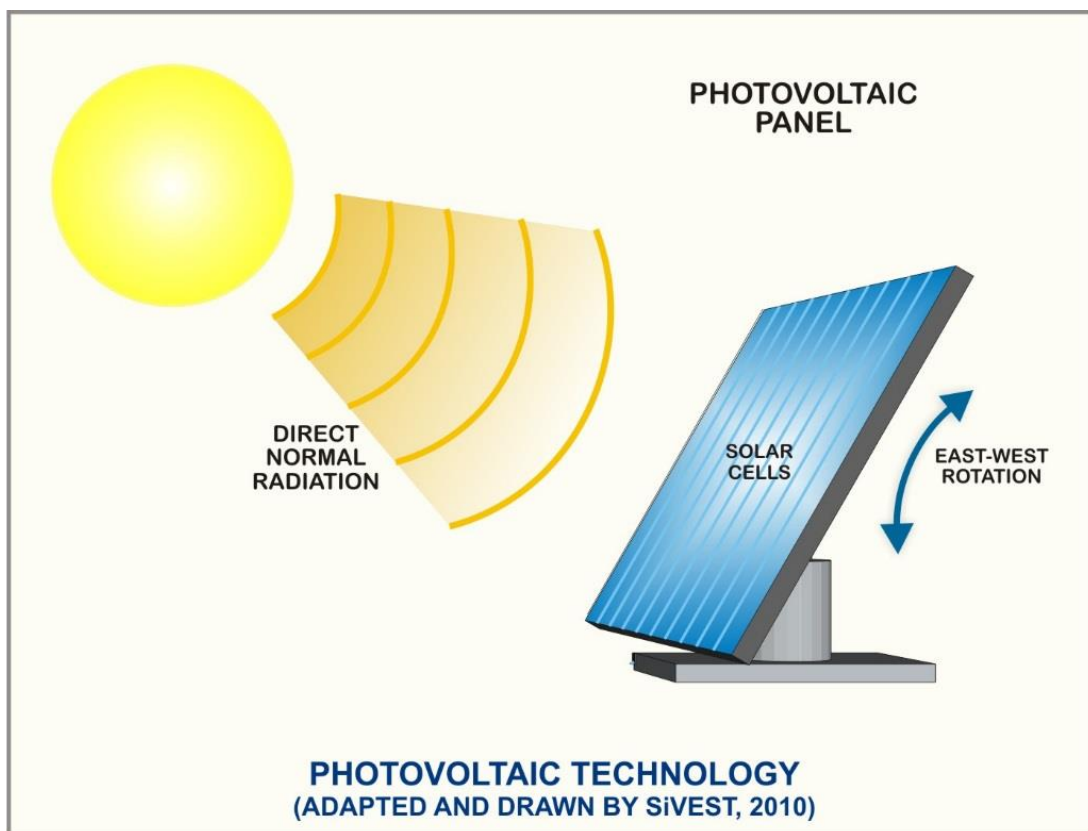 PHOTOVOLTAIC
PANEL
DIRECT
NORMAL
RADIATION
SOLAR
CELLS
EAST-WEST
ROTATION
PHOTOVOLTAIC TECHNOLOGY
(ADAPTED AND DRAWN BY SiVEST, 2010)